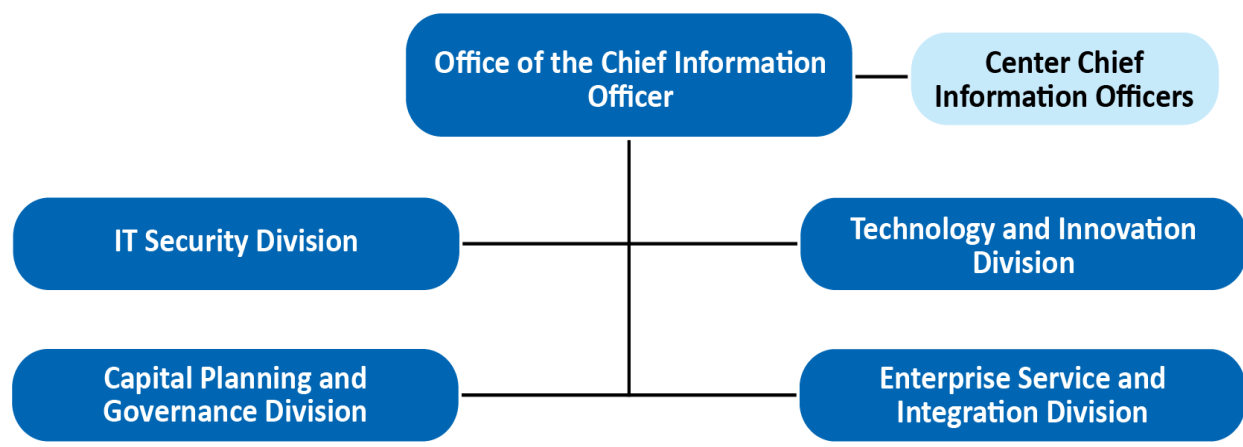 Office of the Chief Information
Officer
Center Chief
Information Officers
IT Security Division
Technology and Innovation
Division
Capital Planning and
Governance Division
Enterprise Service and
Integration Division